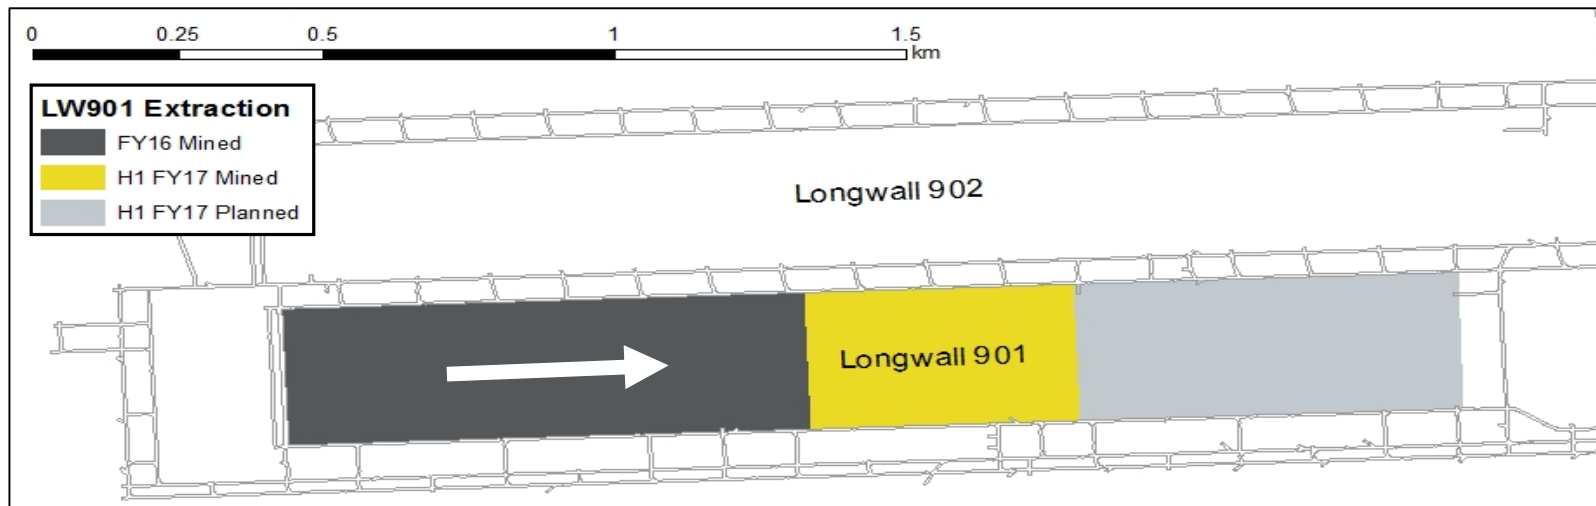 0 0.25 0.5 1 1.5
km
LW901 Extraction
FY16 Mined
H1 FY17 Mined
H1 FY17 Planned
Longwall 902
Longwall 901